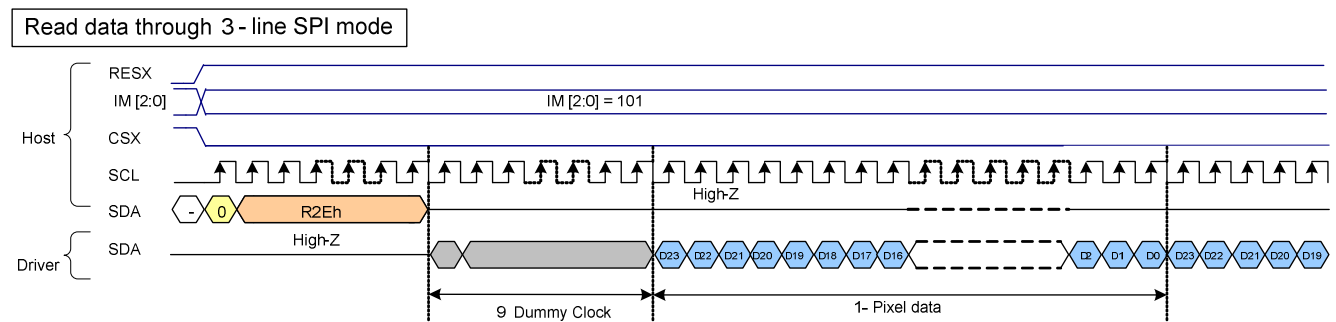 Read data through 3-line SPI mode
RESX
IM [2:0]
IM [2:0] = 101
Host
CSX
SCL
High-Z
SDA
- 0 R2Eh
High-Z
Driver
SDA
D23 D22 D21 D20 D19 D18 D17 D16 D2 D1 D0 D23 D22 D21 D20 D19
9 Dummy Clock
1- Pixel data